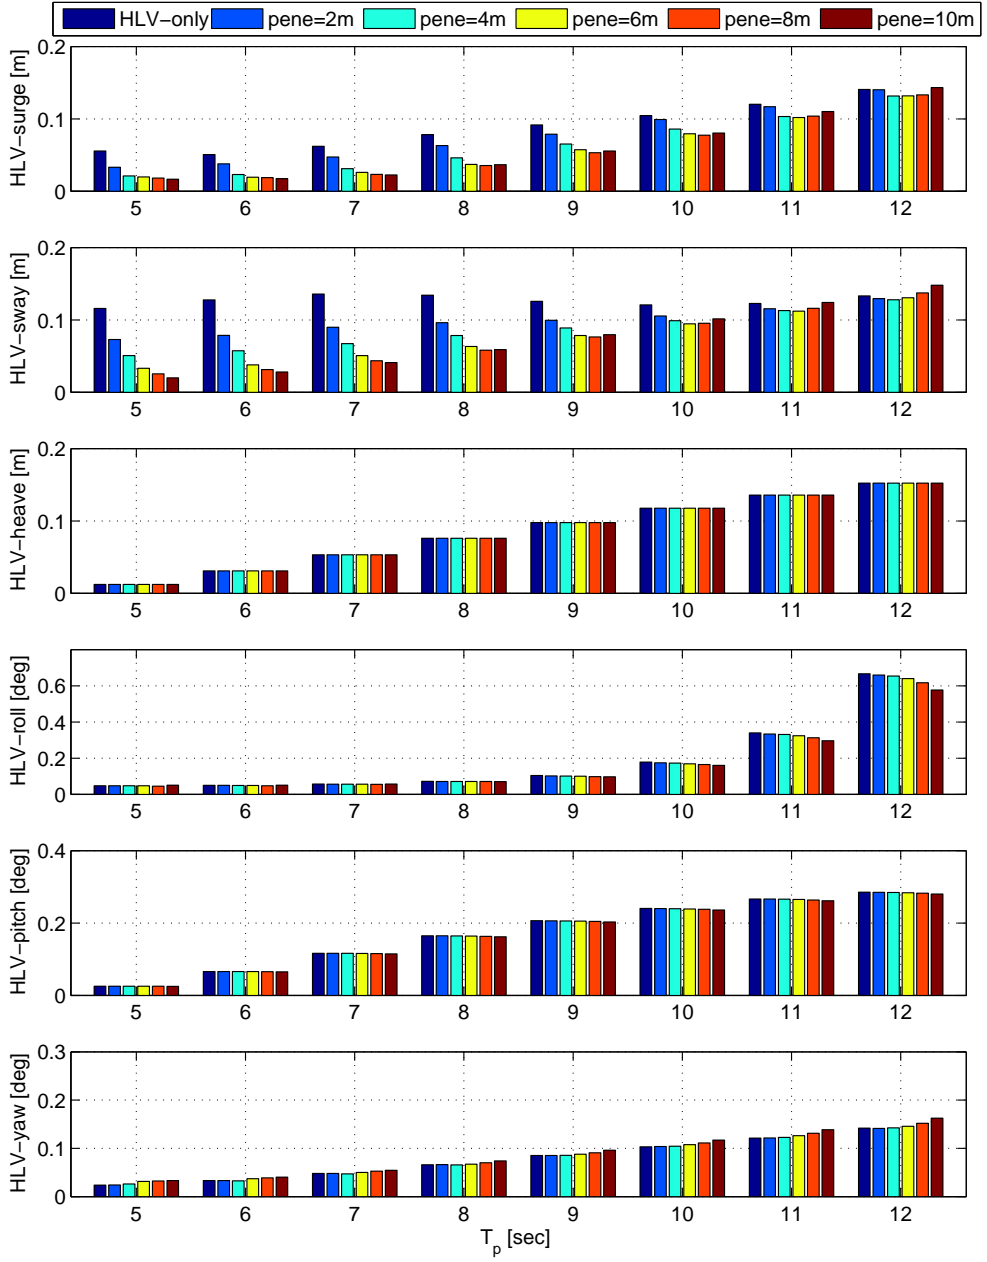 HLV-only pene=2m pene=4m pene=6m pene=8m pene=10m
HLV-surge [m]
0.2
0.1
0
5 6 7 8 9 10 11 12
HLV-sway [m]
0.2
0.1
0
5 6 7 8 9 10 11 12
HLV-heave [m]
0.2
0.1
0
5 6 7 8 9 10 11 12
HLV-roll [deg]
0.6
0.4
0.2
0
5 6 7 8 9 10 11 12
HLV-pitch [deg]
0.4
0.2
0
5 6 7 8 9 10 11 12
HLV-yaw [deg]
0.3
0.2
0.1
0
5 6 7 8 9 10 11 12
T_p [sec]